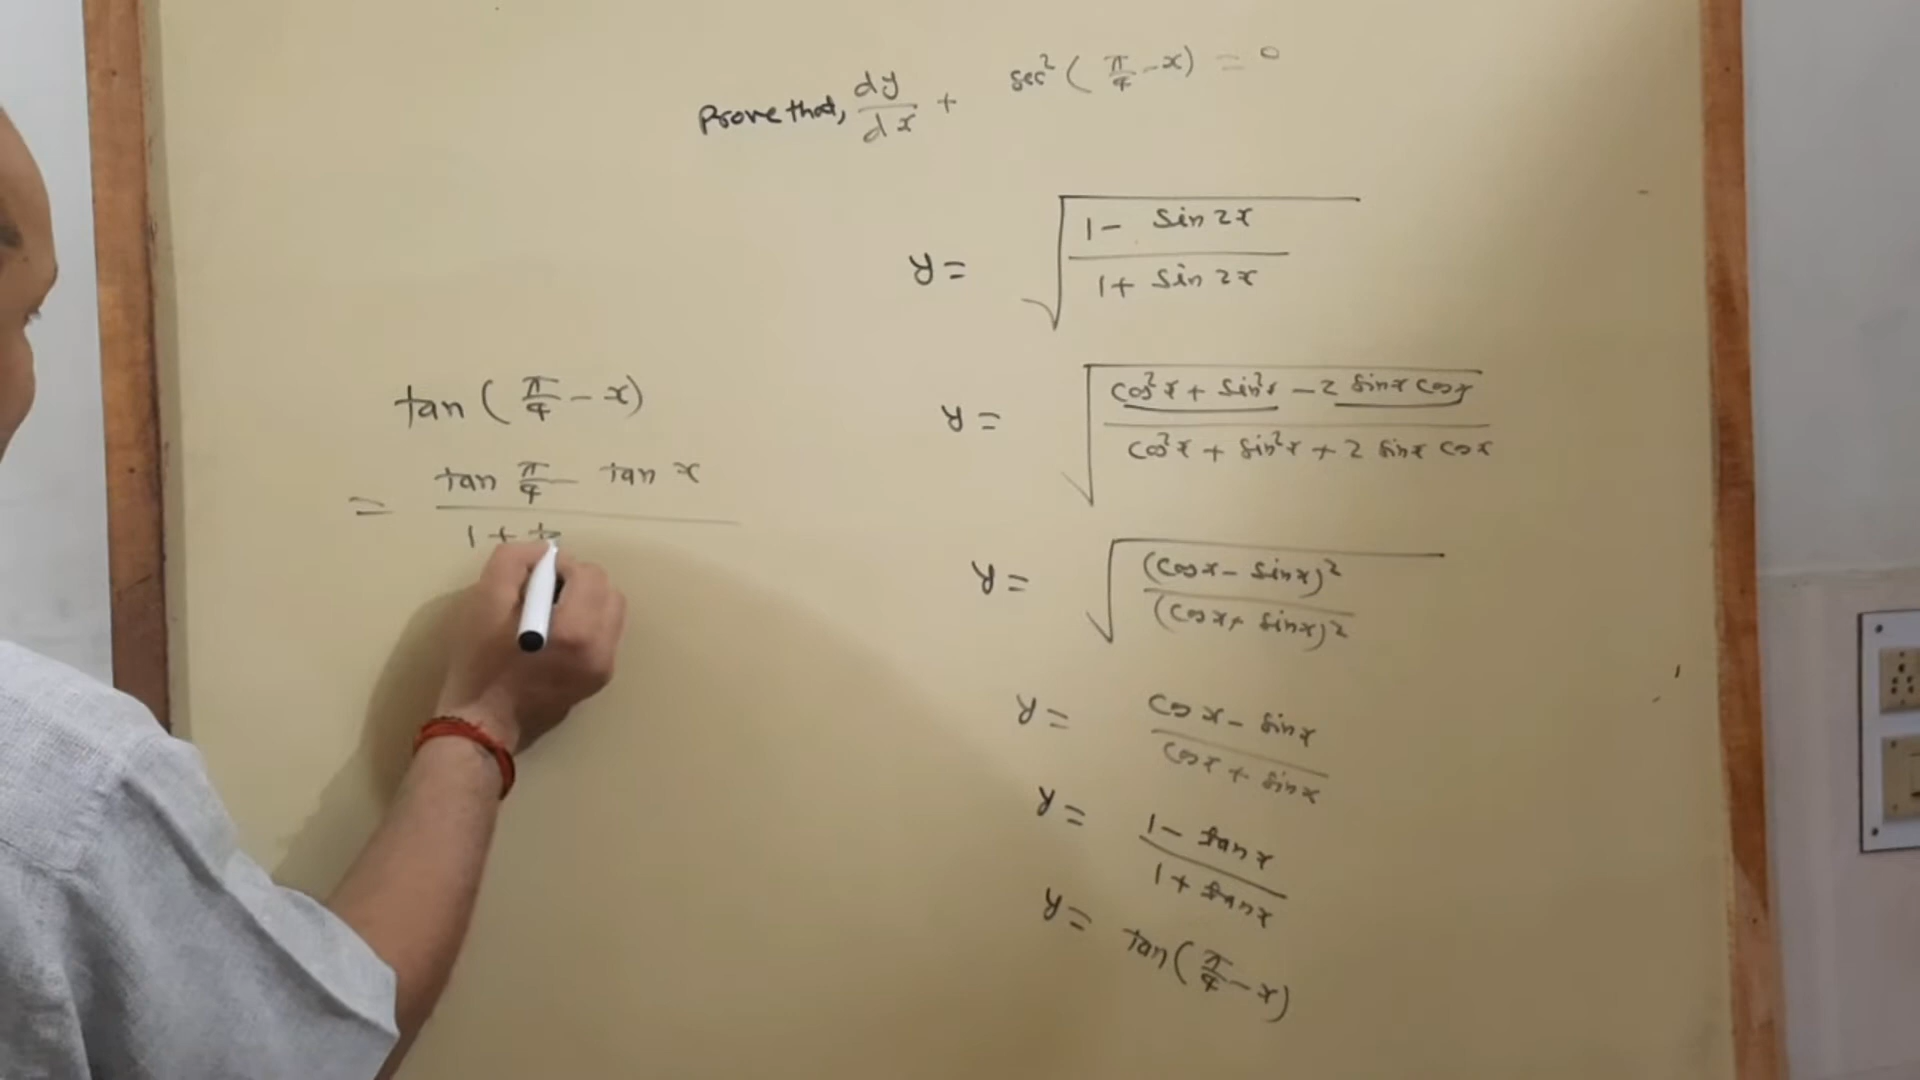 Prove that, dy/dx + sec² (π/4 - x) = 0
y = √((1 - sin 2x)/(1 + sin 2x))
y = √((cos²x + sin²x - 2 sinx cosx)/(cos²x + sin²x + 2 sinx cosx))
y = √((cosx - sinx)²/(cosx + sinx)²)
y = (cosx - sinx)/(cosx + sinx)
y = (1 - tanx)/(1 + tanx)
y = tan(π/4 - x)
tan (π/4 - x)
= (tan π/4 - tan x)/(1 + t